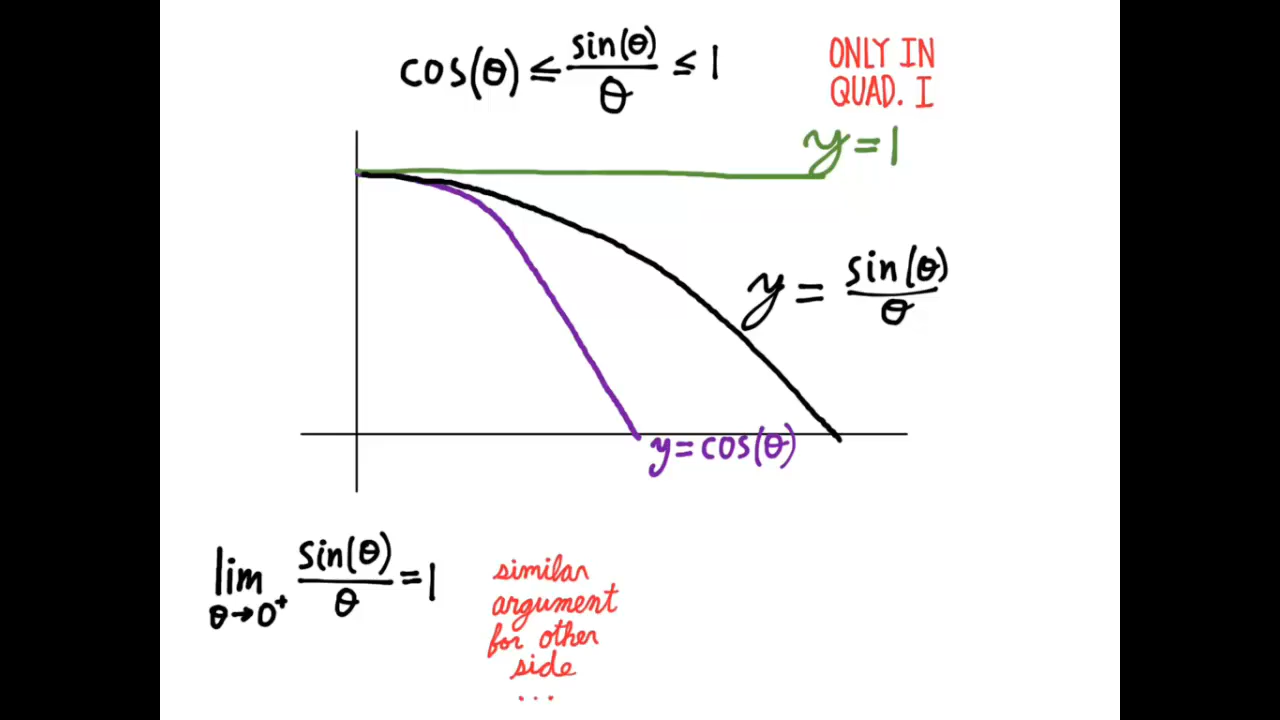 cos(θ) ≤ sin(θ)/θ ≤ 1
ONLY IN
QUAD. I
y = 1
y = sin(θ)/θ
y = cos(θ)
lim θ→0⁺ sin(θ)/θ = 1
similar
argument
for other
side
...